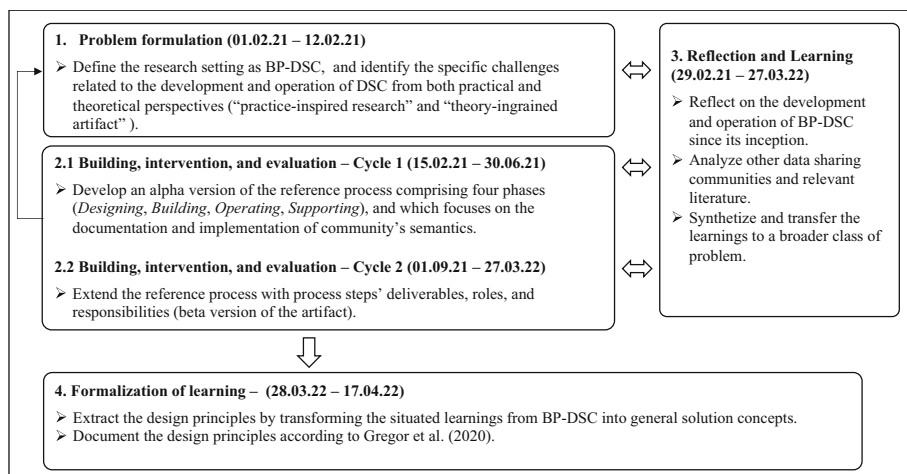 1. Problem formulation (01.02.21 – 12.02.21)
➢ Define the research setting as BP-DSC, and identify the specific challenges
related to the development and operation of DSC from both practical and
theoretical perspectives (“practice-inspired research” and “theory-ingrained
artifact” ).
2.1 Building, intervention, and evaluation – Cycle 1 (15.02.21 – 30.06.21)
➢ Develop an alpha version of the reference process comprising four phases
(Designing, Building, Operating, Supporting), and which focuses on the
documentation and implementation of community’s semantics.
2.2 Building, intervention, and evaluation – Cycle 2 (01.09.21 – 27.03.22)
➢ Extend the reference process with process steps’ deliverables, roles, and
responsibilities (beta version of the artifact).
3. Reflection and Learning
(29.02.21 – 27.03.22)
➢ Reflect on the development
and operation of BP-DSC
since its inception.
➢ Analyze other data sharing
communities and relevant
literature.
➢ Synthetize and transfer the
learnings to a broader class of
problem.
4. Formalization of learning – (28.03.22 – 17.04.22)
➢ Extract the design principles by transforming the situated learnings from BP-DSC into general solution concepts.
➢ Document the design principles according to Gregor et al. (2020).